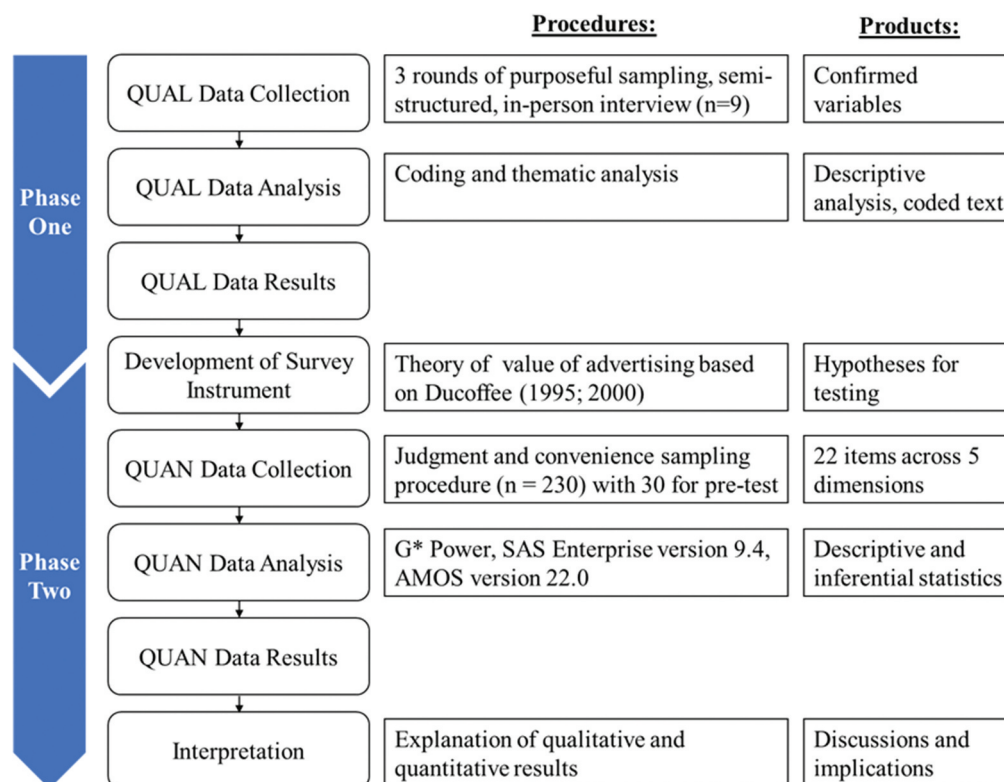 Procedures:
Products:
Phase
One
QUAL Data Collection
3 rounds of purposeful sampling, semi-
structured, in-person interview (n=9)
Confirmed
variables
QUAL Data Analysis
Coding and thematic analysis
Descriptive
analysis, coded text
QUAL Data Results
Development of Survey
Instrument
Theory of value of advertising based
on Ducoffee (1995; 2000)
Hypotheses for
testing
Phase
Two
QUAN Data Collection
Judgment and convenience sampling
procedure (n = 230) with 30 for pre-test
22 items across 5
dimensions
QUAN Data Analysis
G* Power, SAS Enterprise version 9.4,
AMOS version 22.0
Descriptive and
inferential statistics
QUAN Data Results
Interpretation
Explanation of qualitative and
quantitative results
Discussions and
implications